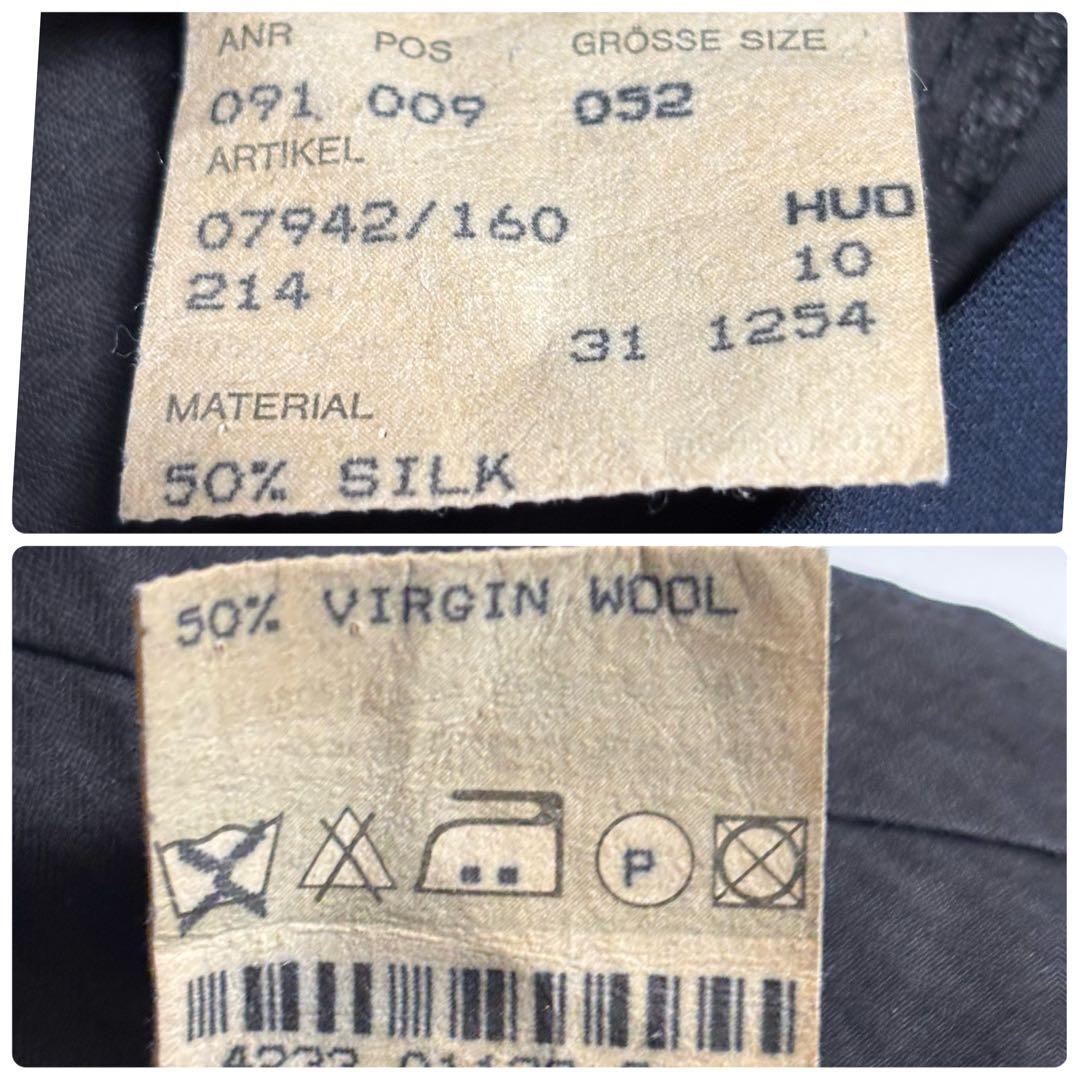 ANR POS GRÖSSE SIZE
091 009 052
ARTIKEL
07942/160 HUO
214 10
31 1254
MATERIAL
50% SILK
50% VIRGIN WOOL
P